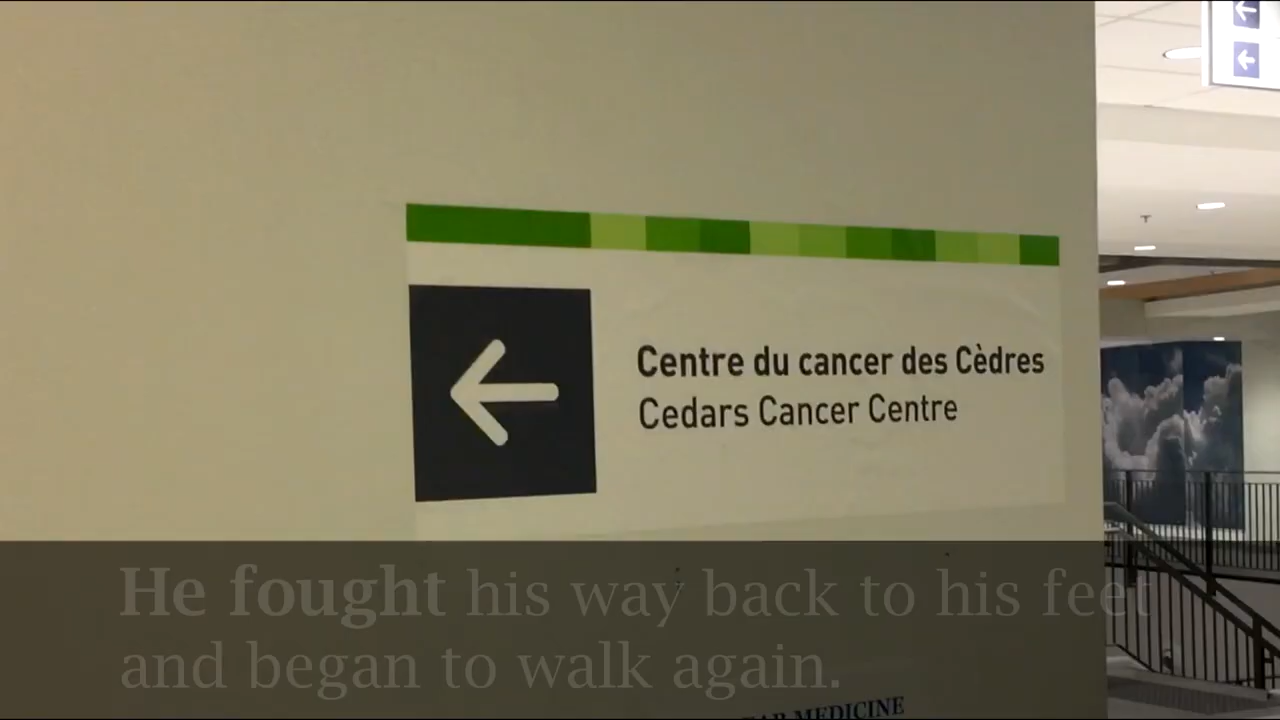 Centre du cancer des Cèdres
Cedars Cancer Centre
He fought his way back to his feet
and began to walk again.
MEDICINE